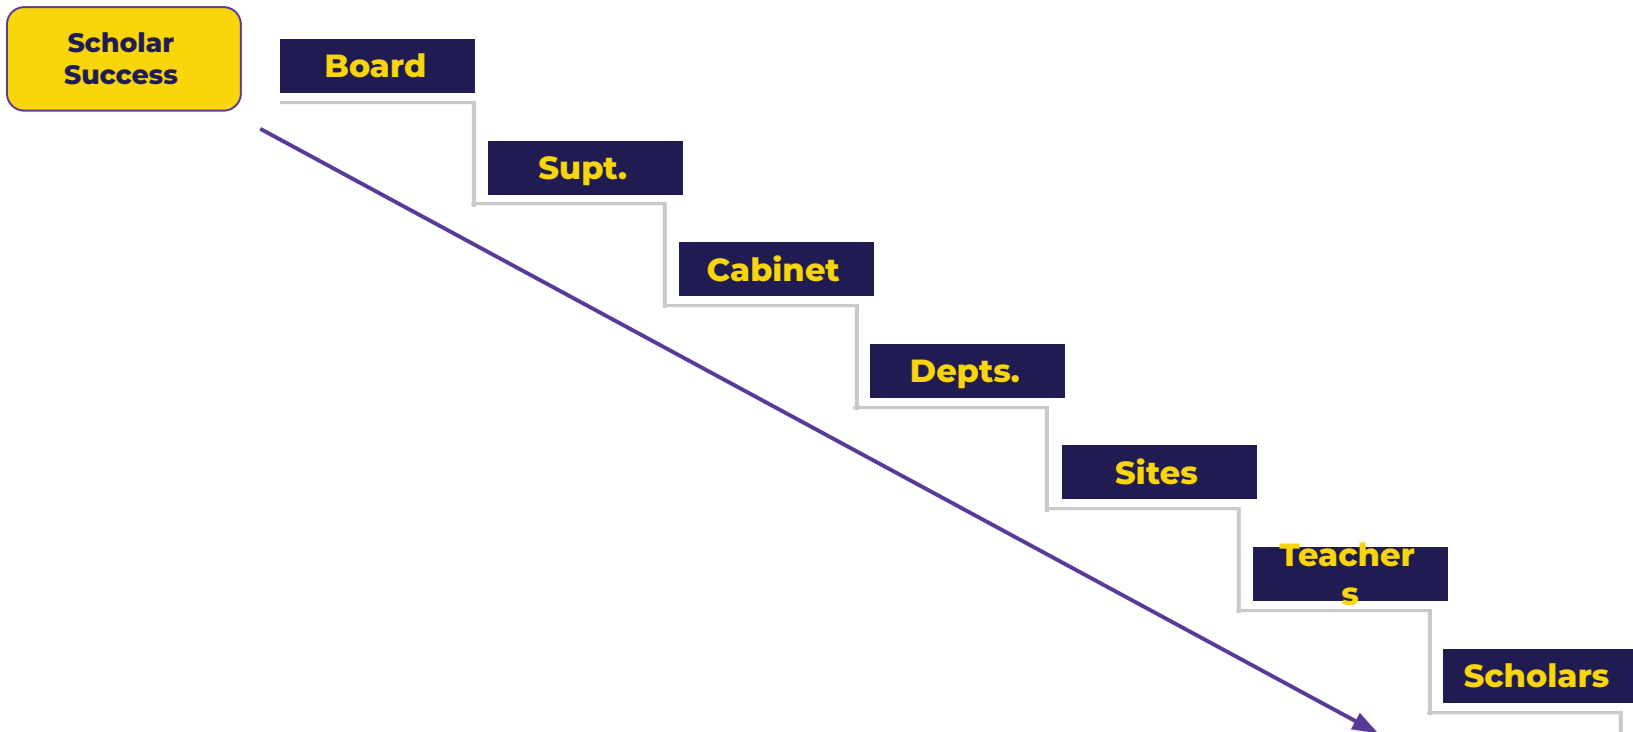 Scholar
Success
Board
Supt.
Cabinet
Depts.
Sites
Teacher
s
Scholars